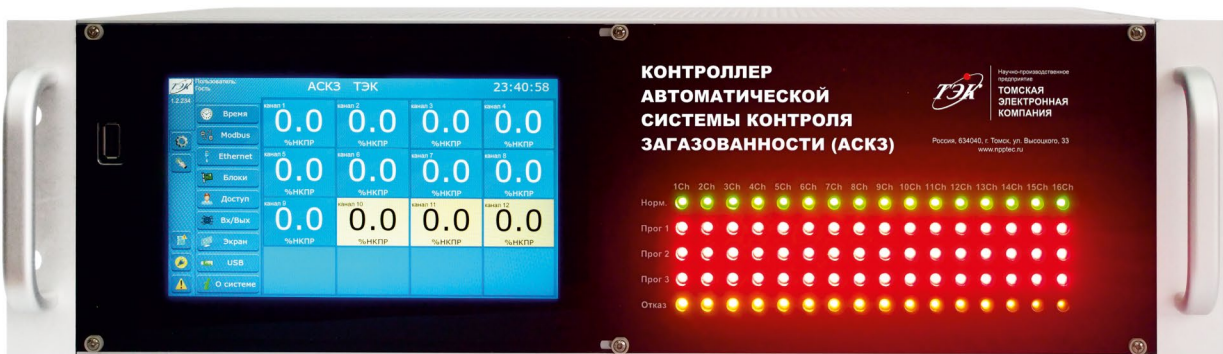 ТЭК
Пользователь:
Гость
АСКЗ ТЭК
23:40:58
1.2.234
Время
Modbus
Ethernet
Блоки
Доступ
Вх/Вых
Экран
USB
О системе
канал 1
0.0
%НКПР
канал 2
0.0
%НКПР
канал 3
0.0
%НКПР
канал 4
0.0
%НКПР
канал 5
0.0
%НКПР
канал 6
0.0
%НКПР
канал 7
0.0
%НКПР
канал 8
0.0
%НКПР
канал 9
0.0
%НКПР
канал 10
0.0
%НКПР
канал 11
0.0
%НКПР
канал 12
0.0
%НКПР
КОНТРОЛЛЕР
АВТОМАТИЧЕСКОЙ
СИСТЕМЫ КОНТРОЛЯ
ЗАГАЗОВАННОСТИ (АСКЗ)
ТЭК
Научно-производственное
предприятие
ТОМСКАЯ
ЭЛЕКТРОННАЯ
КОМПАНИЯ
Россия, 634040, г. Томск, ул. Высоцкого, 33
www.npptec.ru
1Ch 2Ch 3Ch 4Ch 5Ch 6Ch 7Ch 8Ch 9Ch 10Ch 11Ch 12Ch 13Ch 14Ch 15Ch 16Ch
Норм.
Прог 1
Прог 2
Прог 3
Отказ